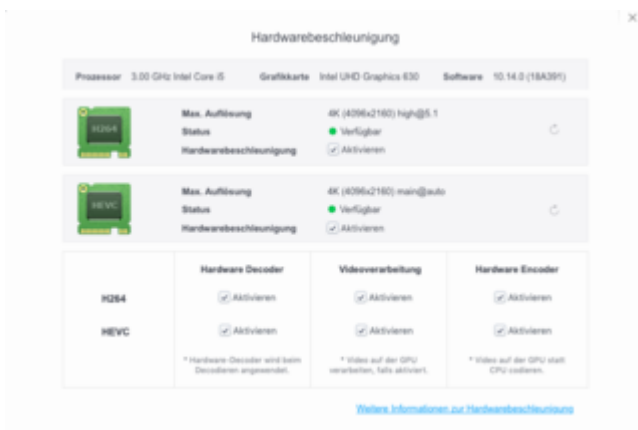 Hardwarebeschleunigung
Prozessor 3.00 GHz Intel Core i5 Grafikkarte Intel UHD Graphics 630 Software 10.14.0 (18A391)
H264
Max. Auflösung 4K (4096x2160) high@5.1
Status Verfügbar
Hardwarebeschleunigung Aktivieren
HEVC
Max. Auflösung 4K (4096x2160) main@auto
Status Verfügbar
Hardwarebeschleunigung Aktivieren
Hardware Decoder Videoverarbeitung Hardware Encoder
H264 Aktivieren Aktivieren Aktivieren
HEVC Aktivieren Aktivieren Aktivieren
* Hardware-Decoder wird beim * Video auf der GPU * Video auf der GPU statt
Decodieren angewendet. verarbeiten, falls aktiviert. CPU codieren.
Weitere Informationen zur Hardwarebeschleunigung